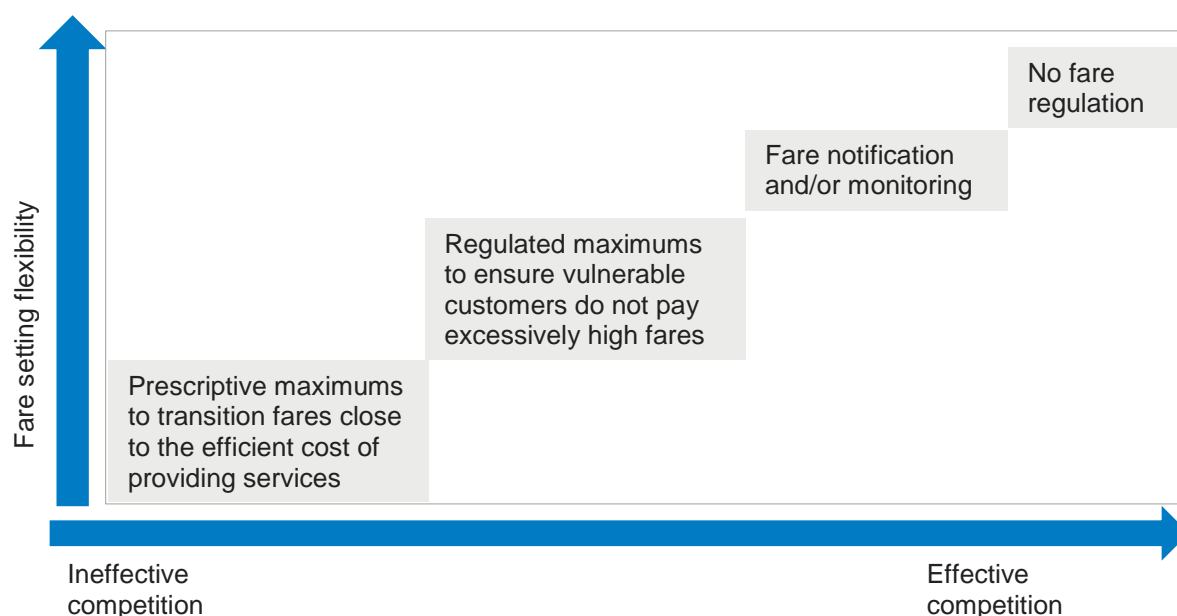 No fare
regulation
Fare notification
and/or monitoring
Regulated maximums
to ensure vulnerable
customers do not pay
excessively high fares
Prescriptive maximums
to transition fares close
to the efficient cost of
providing services
Fare setting flexibility
Ineffective
competition
Effective
competition